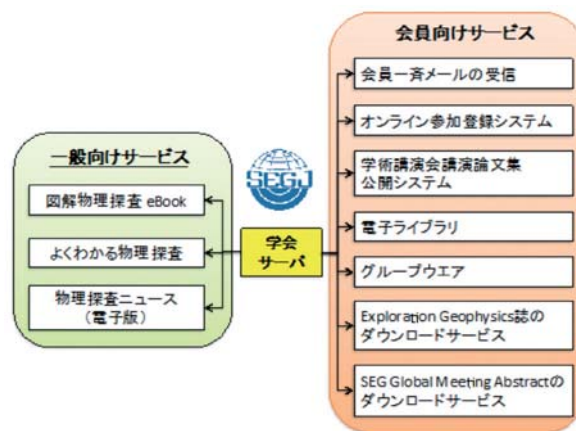 一般向けサービス
図解物理探査 eBook
よくわかる物理探査
物理探査ニュース
（電子版）
SEGJ
学会
サーバ
会員向けサービス
会員一斉メールの受信
オンライン参加登録システム
学術講演会講演論文集
公開システム
電子ライブラリ
グループウエア
Exploration Geophysics誌の
ダウンロードサービス
SEG Global Meeting Abstractの
ダウンロードサービス